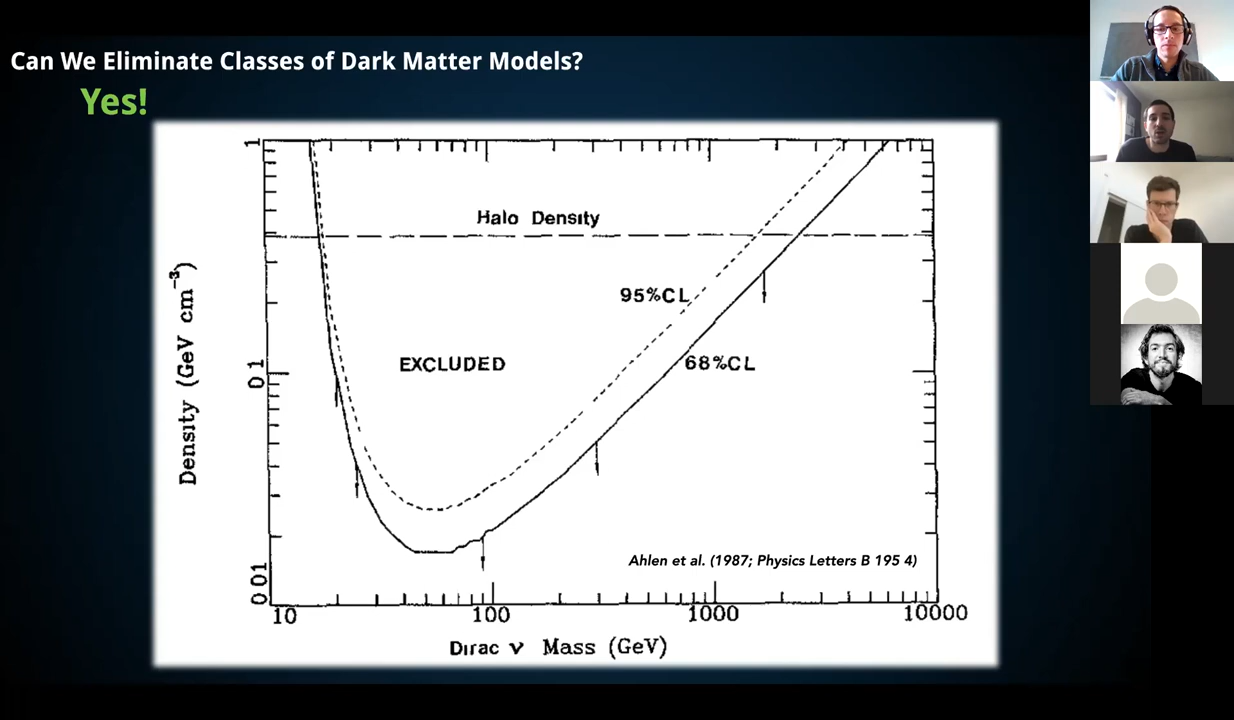 Can We Eliminate Classes of Dark Matter Models?
Yes!
1
Halo Density
95%CL
EXCLUDED
68%CL
0 1
Density (GeV cm⁻³)
Ahlen et al. (1987; Physics Letters B 195 4)
0 01
10
100
1000
10000
Dirac ν Mass (GeV)